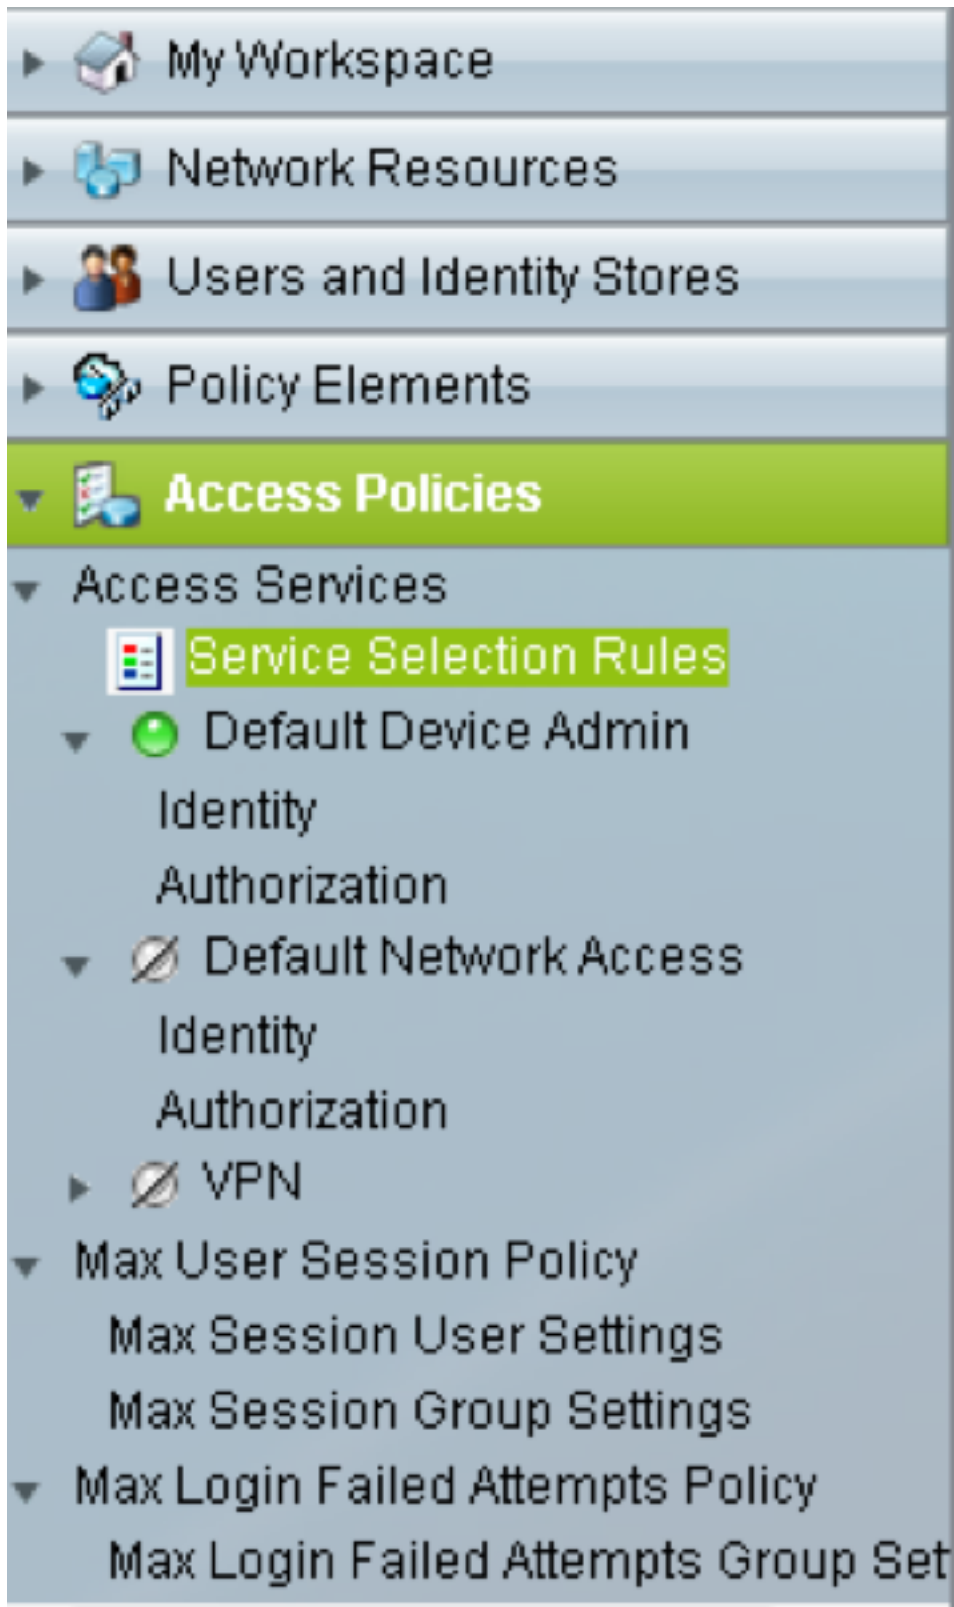 My Workspace
Network Resources
Users and Identity Stores
Policy Elements
Access Policies
Access Services
Service Selection Rules
Default Device Admin
Identity
Authorization
Default Network Access
Identity
Authorization
VPN
Max User Session Policy
Max Session User Settings
Max Session Group Settings
Max Login Failed Attempts Policy
Max Login Failed Attempts Group Set